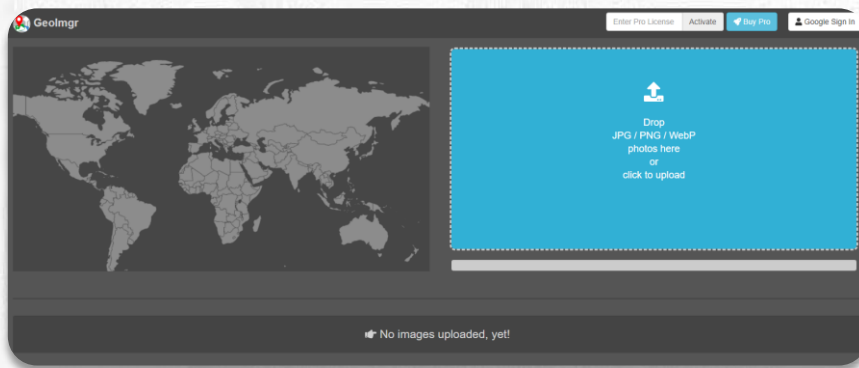 GeoImgr
Enter Pro License
Activate
Buy Pro
Google Sign In
Drop
JPG / PNG / WebP
photos here
or
click to upload
No images uploaded, yet!